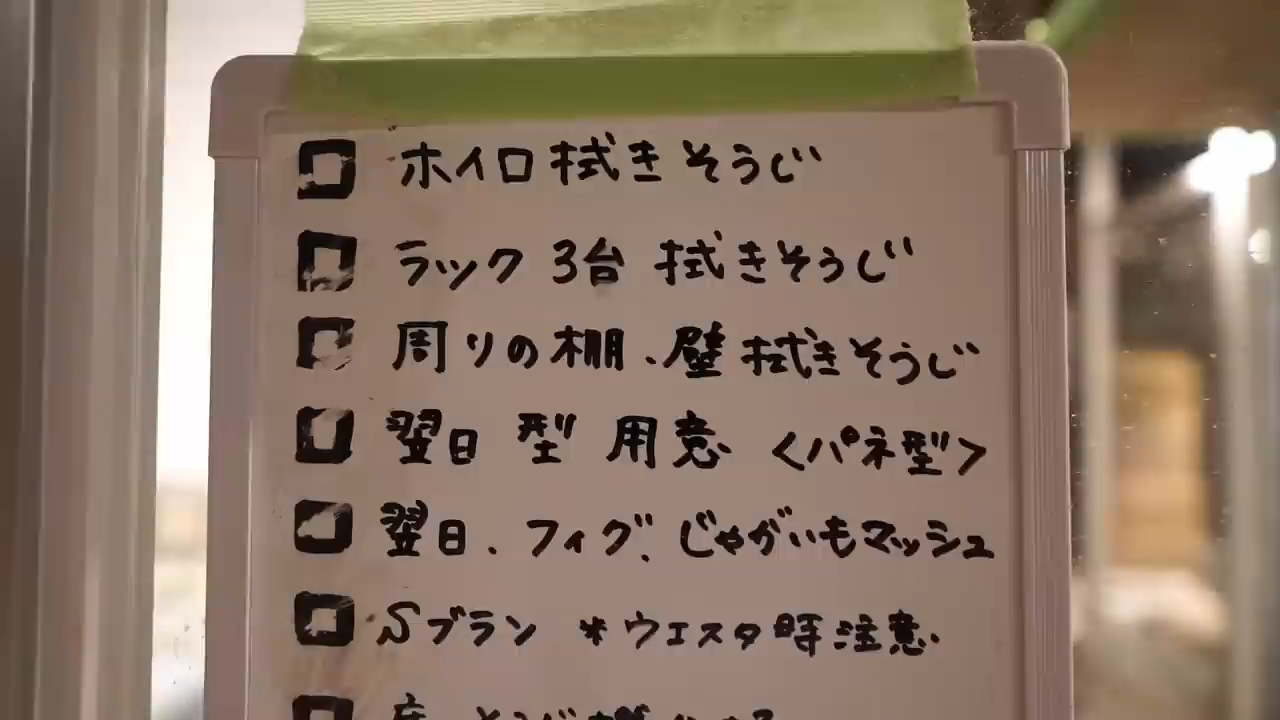 □ ホイロ拭きそうじ
□ ラック 3台 拭きそうじ
□ 周りの棚、壁 拭きそうじ
□ 翌日 型 用意 <パネ型>
□ 翌日、フィグ、じゃがいもマッシュ
□ Sブラン *ウエスタ時注意